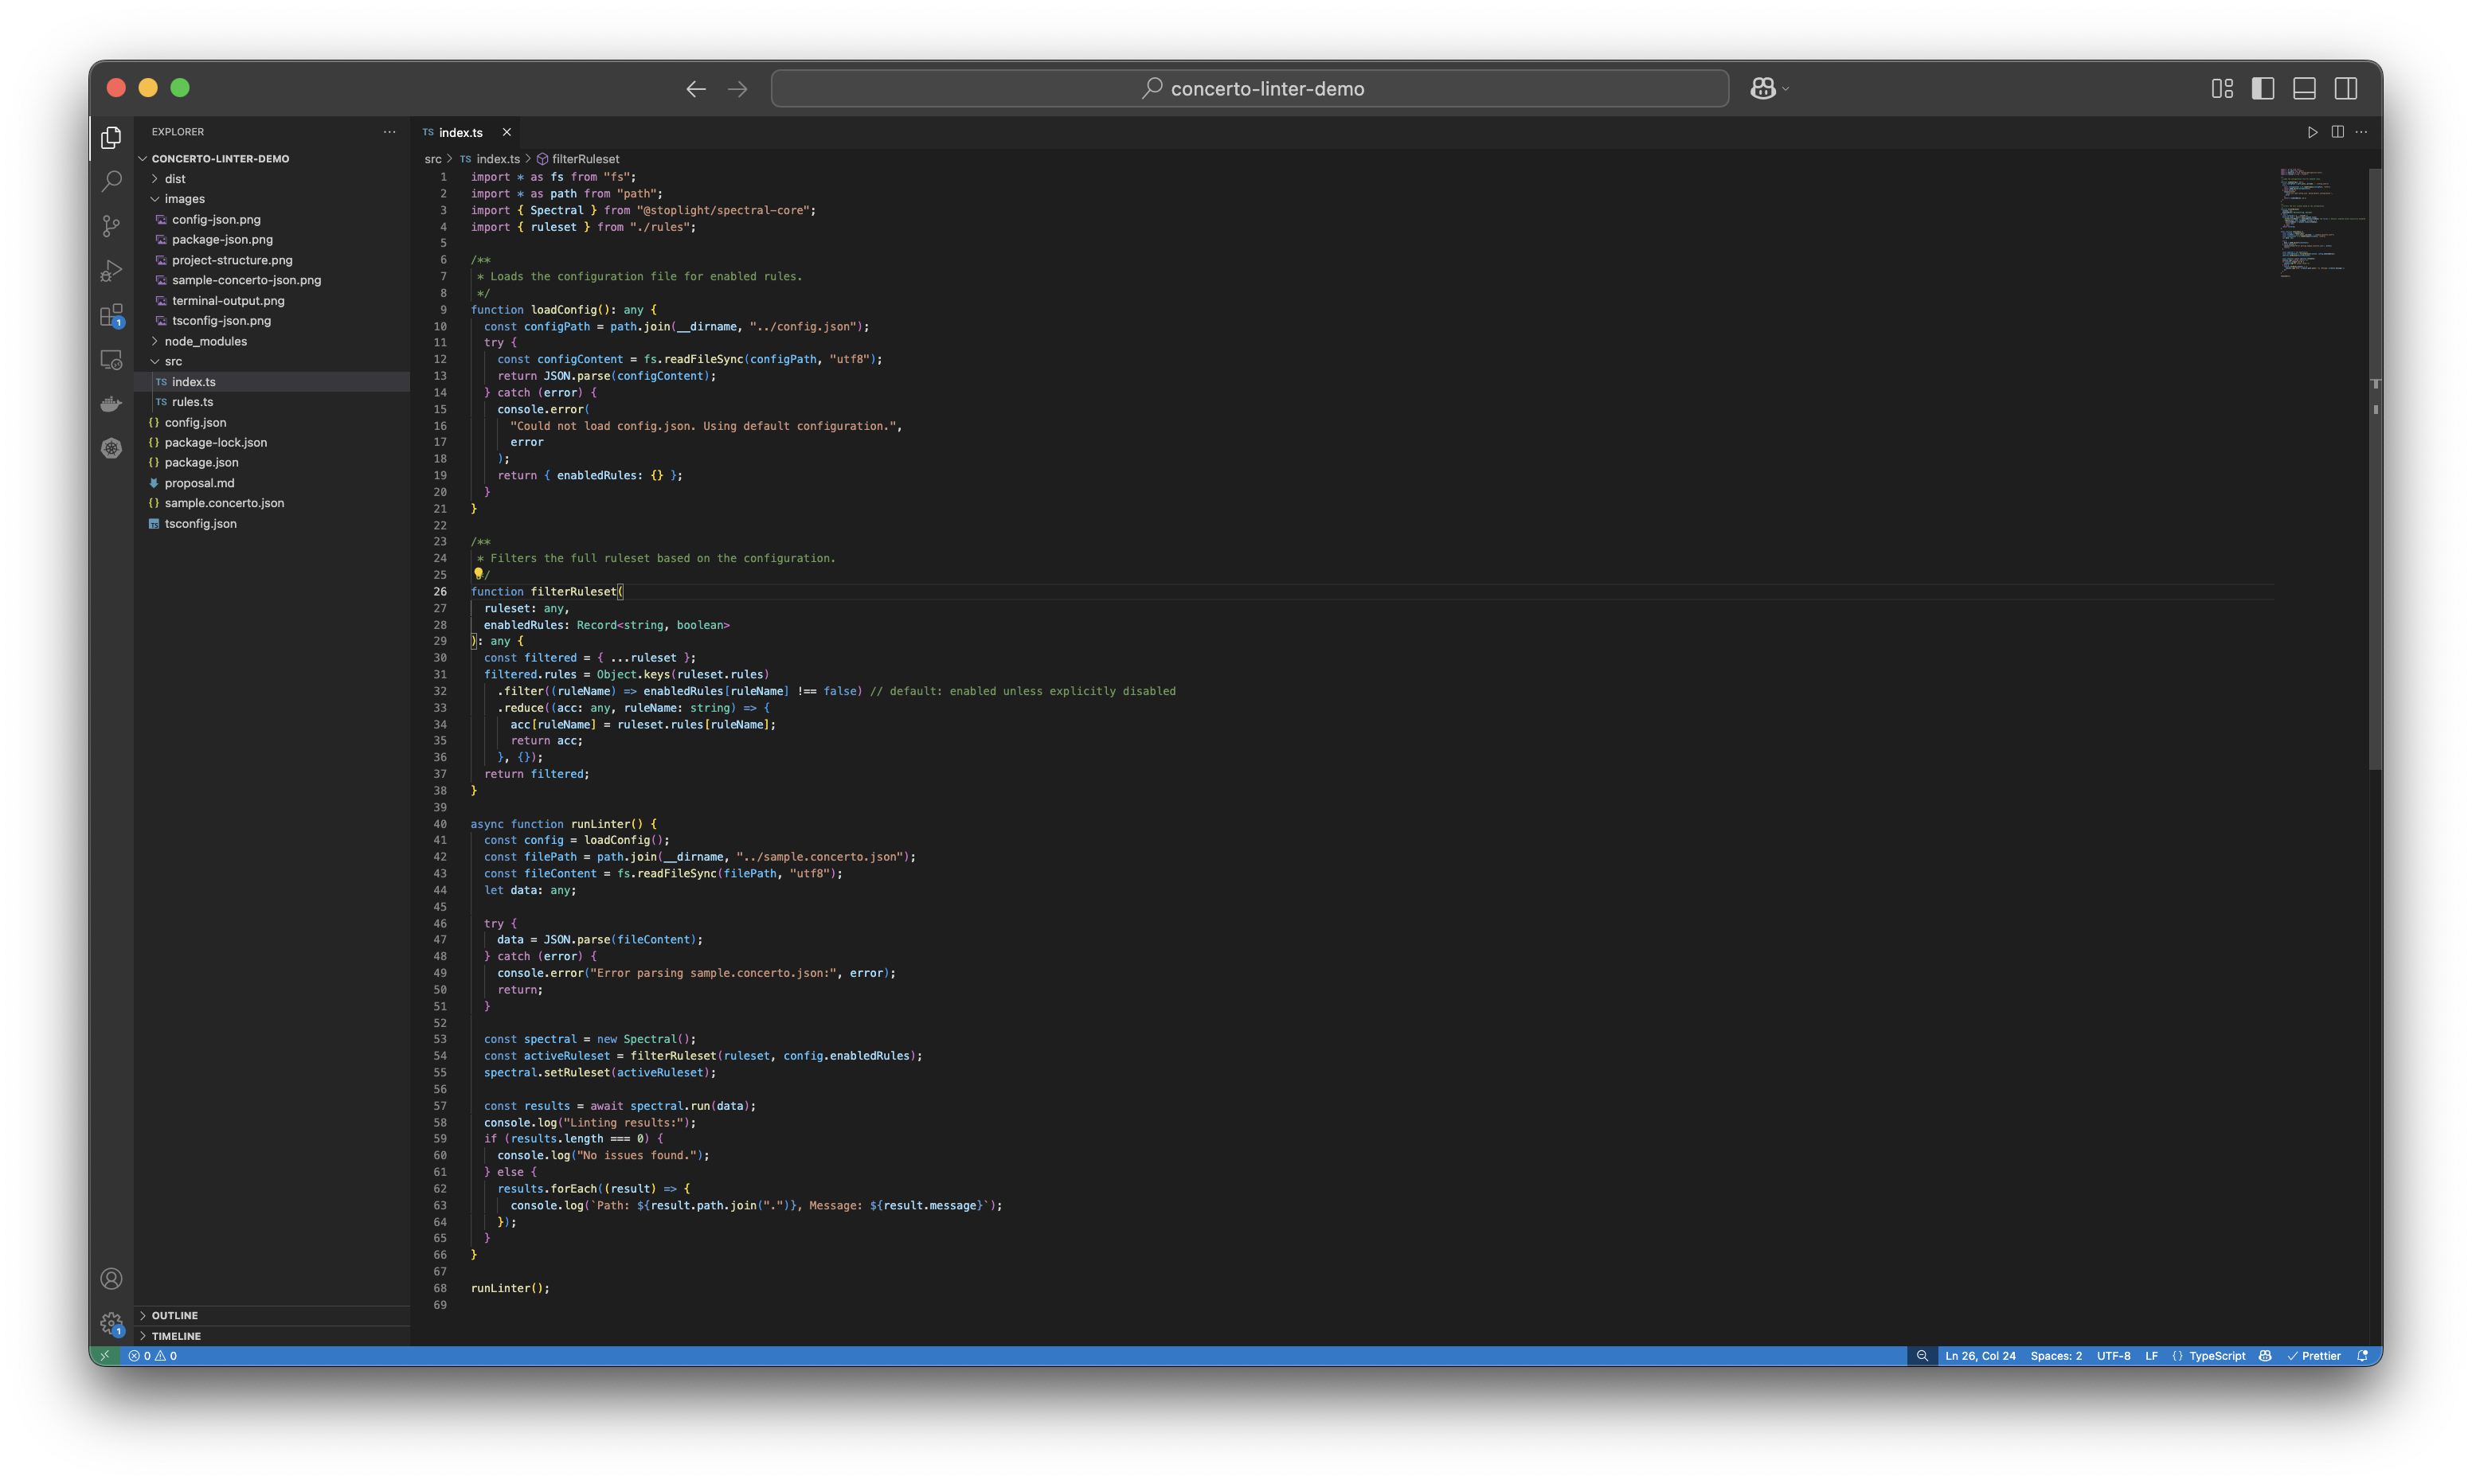 concerto-linter-demo
EXPLORER
CONCERTO-LINTER-DEMO
dist
images
config-json.png
package-json.png
project-structure.png
sample-concerto-json.png
terminal-output.png
tsconfig-json.png
node_modules
src
TS index.ts
TS rules.ts
{} config.json
{} package-lock.json
{} package.json
proposal.md
{} sample.concerto.json
TS tsconfig.json
OUTLINE
TIMELINE
1
1
TS index.ts
src > TS index.ts > filterRuleset
1 import * as fs from "fs";
2 import * as path from "path";
3 import { Spectral } from "@stoplight/spectral-core";
4 import { ruleset } from "./rules";
5
6 /**
7  * Loads the configuration file for enabled rules.
8  */
9 function loadConfig(): any {
10   const configPath = path.join(__dirname, "../config.json");
11   try {
12     const configContent = fs.readFileSync(configPath, "utf8");
13     return JSON.parse(configContent);
14   } catch (error) {
15     console.error(
16       "Could not load config.json. Using default configuration.",
17       error
18     );
19     return { enabledRules: {} };
20   }
21 }
22
23 /**
24  * Filters the full ruleset based on the configuration.
25  */
26 function filterRuleset(
27   ruleset: any,
28   enabledRules: Record<string, boolean>
29 ): any {
30   const filtered = { ...ruleset };
31   filtered.rules = Object.keys(ruleset.rules)
32     .filter((ruleName) => enabledRules[ruleName] !== false) // default: enabled unless explicitly disabled
33     .reduce((acc: any, ruleName: string) => {
34       acc[ruleName] = ruleset.rules[ruleName];
35       return acc;
36     }, {});
37   return filtered;
38 }
39
40 async function runLinter() {
41   const config = loadConfig();
42   const filePath = path.join(__dirname, "../sample.concerto.json");
43   const fileContent = fs.readFileSync(filePath, "utf8");
44   let data: any;
45
46   try {
47     data = JSON.parse(fileContent);
48   } catch (error) {
49     console.error("Error parsing sample.concerto.json:", error);
50     return;
51   }
52
53   const spectral = new Spectral();
54   const activeRuleset = filterRuleset(ruleset, config.enabledRules);
55   spectral.setRuleset(activeRuleset);
56
57   const results = await spectral.run(data);
58   console.log("Linting results:");
59   if (results.length === 0) {
60     console.log("No issues found.");
61   } else {
62     results.forEach((result) => {
63       console.log(`Path: ${result.path.join(".")}, Message: ${result.message}`);
64     });
65   }
66 }
67
68 runLinter();
69
0 0
Ln 26, Col 24 Spaces: 2 UTF-8 LF {} TypeScript Prettier